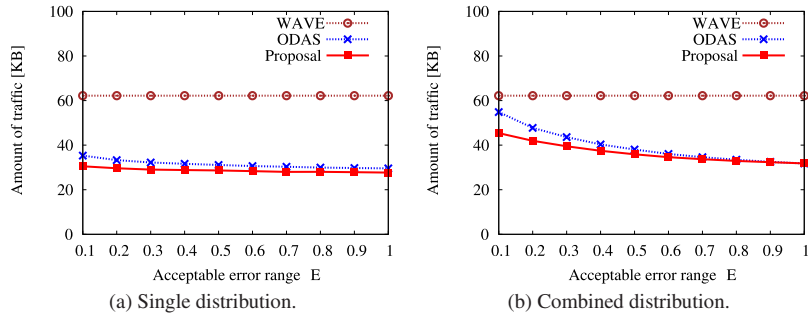 100
80
60
40
20
0
Amount of traffic [KB]
WAVE
ODAS
Proposal
0.1 0.2 0.3 0.4 0.5 0.6 0.7 0.8 0.9 1
Acceptable error range E
(a) Single distribution.
100
80
60
40
20
0
Amount of traffic [KB]
WAVE
ODAS
Proposal
0.1 0.2 0.3 0.4 0.5 0.6 0.7 0.8 0.9 1
Acceptable error range E
(b) Combined distribution.